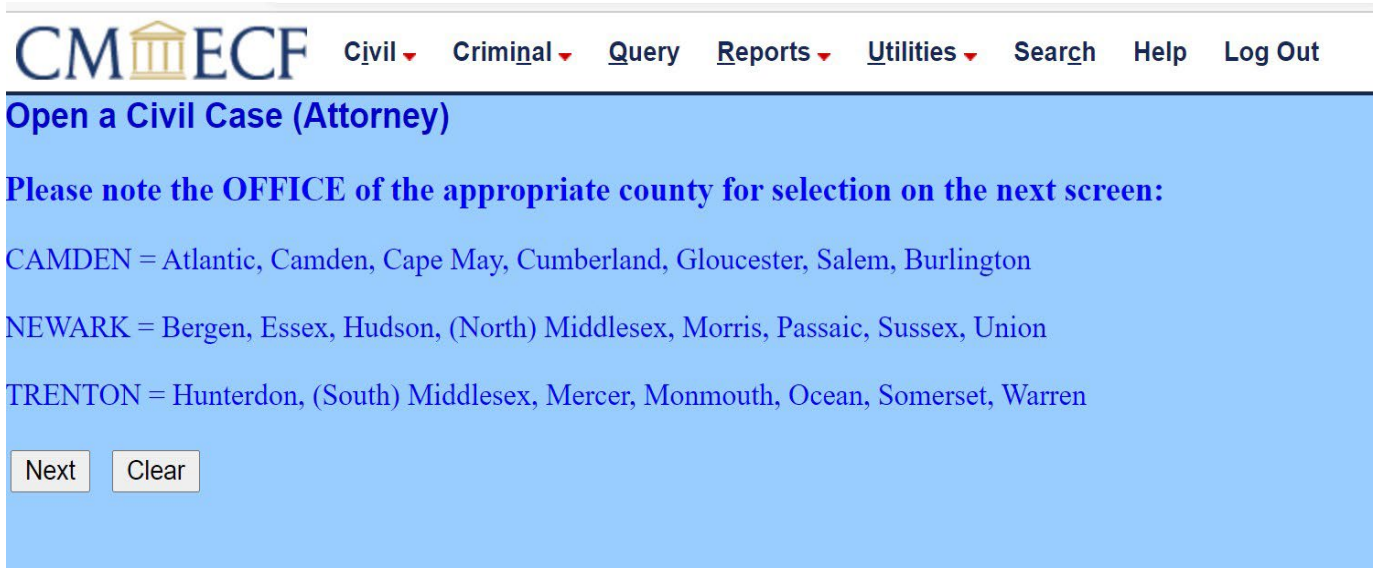 CM ECF Civil Criminal Query Reports Utilities Search Help Log Out
Open a Civil Case (Attorney)
Please note the OFFICE of the appropriate county for selection on the next screen:
CAMDEN = Atlantic, Camden, Cape May, Cumberland, Gloucester, Salem, Burlington
NEWARK = Bergen, Essex, Hudson, (North) Middlesex, Morris, Passaic, Sussex, Union
TRENTON = Hunterdon, (South) Middlesex, Mercer, Monmouth, Ocean, Somerset, Warren
Next Clear